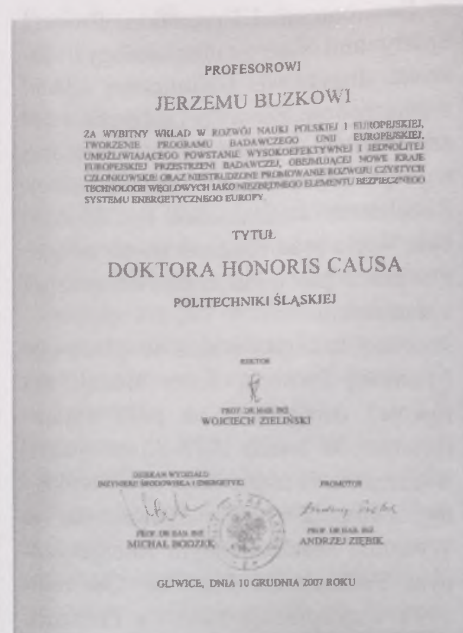 PROFESOROWI
JERZEMU BUZKOWI
ZA WYBITNY WKŁAD W ROZWÓJ NAUKI POLSKIEJ I EUROPEJSKIEJ,
TWORZENIE PROGRAMU BADAWCZEGO UNII EUROPEJSKIEJ,
UMOŻLIWIAJĄCEGO POWSTANIE WYSOKOEFEKTYWNEJ I JEDNOLITEJ
EUROPEJSKIEJ PRZESTRZENI BADAWCZEJ, OBEJMUJĄCEJ NOWE KRAJE
CZŁONKOWSKIE ORAZ NIESTRUDZONE PROMOWANIE ROZWOJU CZYSTYCH
TECHNOLOGII WĘGLOWYCH JAKO NIEZBĘDNEGO ELEMENTU BEZPIECZNEGO
SYSTEMU ENERGETYCZNEGO EUROPY.
TYTUŁ
DOKTORA HONORIS CAUSA
POLITECHNIKI ŚLĄSKIEJ
REKTOR
PROF. DR HAB. INŻ.
WOJCIECH ZIELIŃSKI
DZIEKAN WYDZIAŁU
INŻYNIERII ŚRODOWISKA I ENERGETYKI
PROF. DR HAB. INŻ.
MICHAŁ BODZEK
PROMOTOR
Andrzej Ziębik
PROF. DR HAB. INŻ.
ANDRZEJ ZIĘBIK
GLIWICE, DNIA 10 GRUDNIA 2007 ROKU